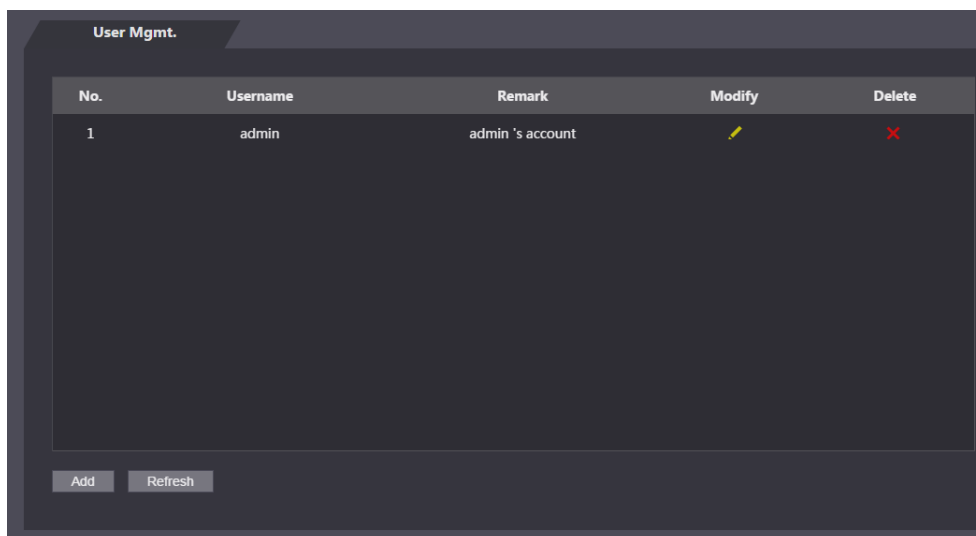 User Mgmt.
No. Username Remark Modify Delete
1 admin admin 's account
Add Refresh